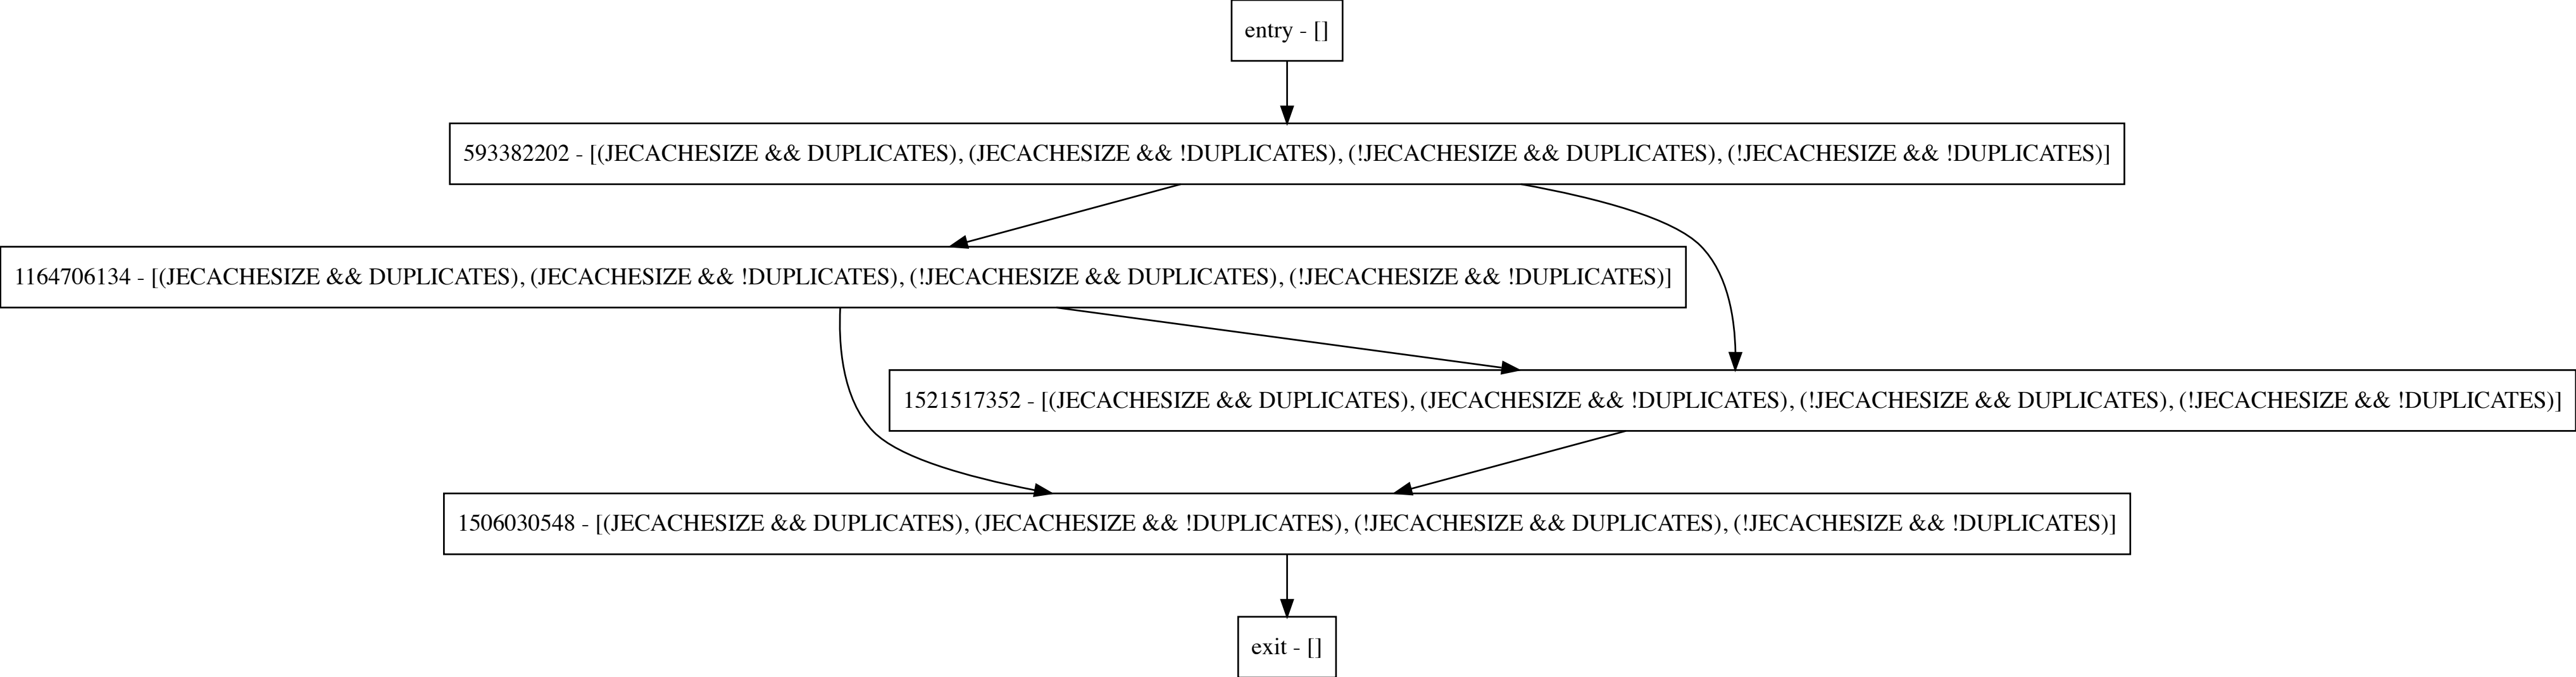 entry - []
593382202 - [(JECACHESIZE && DUPLICATES), (JECACHESIZE && !DUPLICATES), (!JECACHESIZE && DUPLICATES), (!JECACHESIZE && !DUPLICATES)]
1164706134 - [(JECACHESIZE && DUPLICATES), (JECACHESIZE && !DUPLICATES), (!JECACHESIZE && DUPLICATES), (!JECACHESIZE && !DUPLICATES)]
1521517352 - [(JECACHESIZE && DUPLICATES), (JECACHESIZE && !DUPLICATES), (!JECACHESIZE && DUPLICATES), (!JECACHESIZE && !DUPLICATES)]
1506030548 - [(JECACHESIZE && DUPLICATES), (JECACHESIZE && !DUPLICATES), (!JECACHESIZE && DUPLICATES), (!JECACHESIZE && !DUPLICATES)]
exit - []